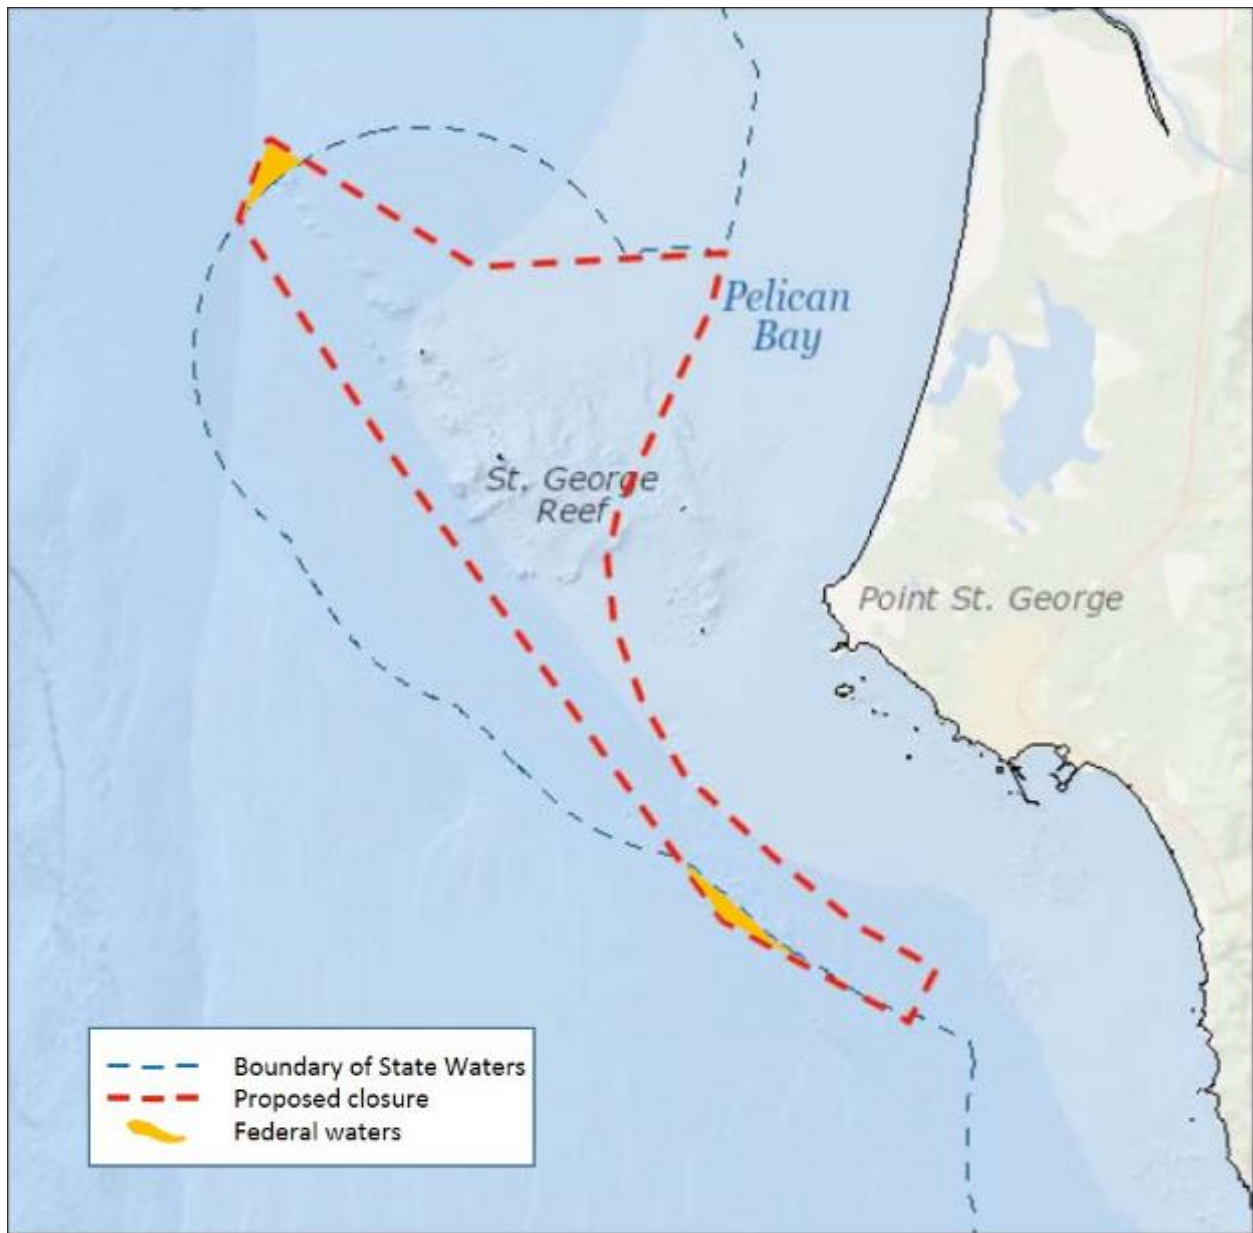 Pelican
Bay
St. George
Reef
Point St. George
Boundary of State Waters
Proposed closure
Federal waters